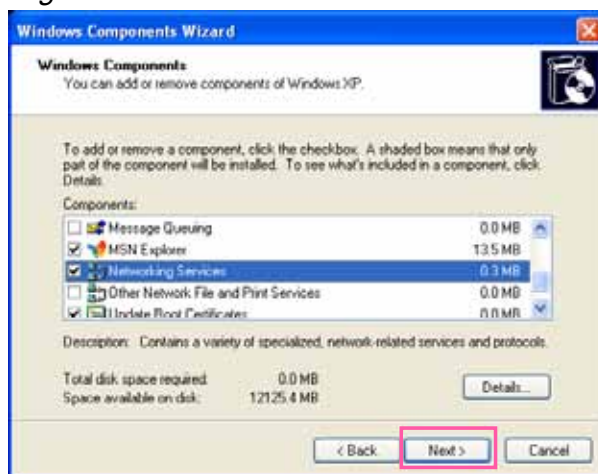 Windows Components Wizard
Windows Components
You can add or remove components of Windows XP.
To add or remove a component, click the checkbox. A shaded box means that only
part of the component will be installed. To see what's included in a component, click
Details.
Components:
Message Queuing 0.0 MB
MSN Explorer 13.5 MB
Networking Services 0.3 MB
Other Network File and Print Services 0.0 MB
Update Root Certificates 0.0 MB
Description: Contains a variety of specialized, network-related services and protocols.
Total disk space required: 0.0 MB
Space available on disk: 12125.4 MB
Details...
< Back Next > Cancel